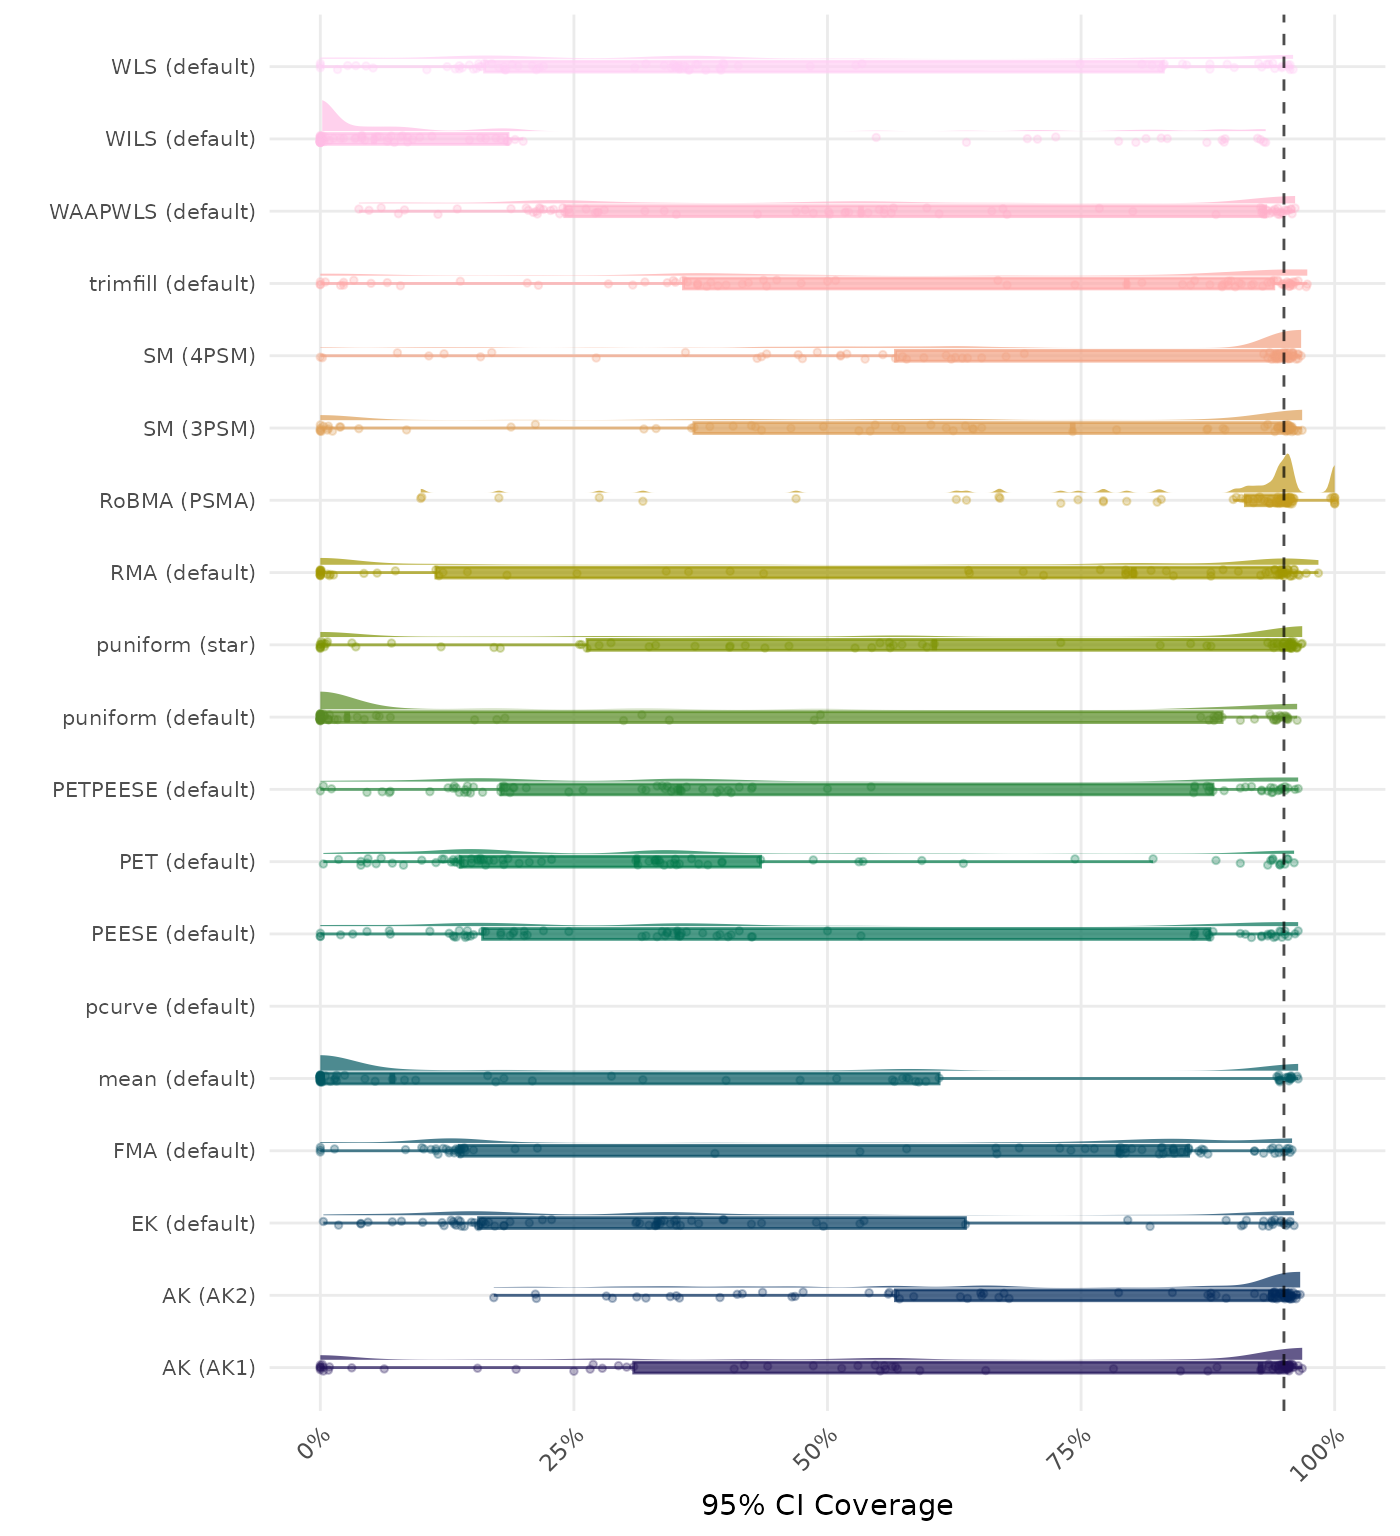 WLS (default)
WILS (default)
WAAPWLS (default)
trimfill (default)
SM (4PSM)
SM (3PSM)
RoBMA (PSMA)
RMA (default)
puniform (star)
puniform (default)
PETPEESE (default)
PET (default)
PEESE (default)
pcurve (default)
mean (default)
FMA (default)
EK (default)
AK (AK2)
AK (AK1)
0% 25% 50% 75% 100%
95% CI Coverage